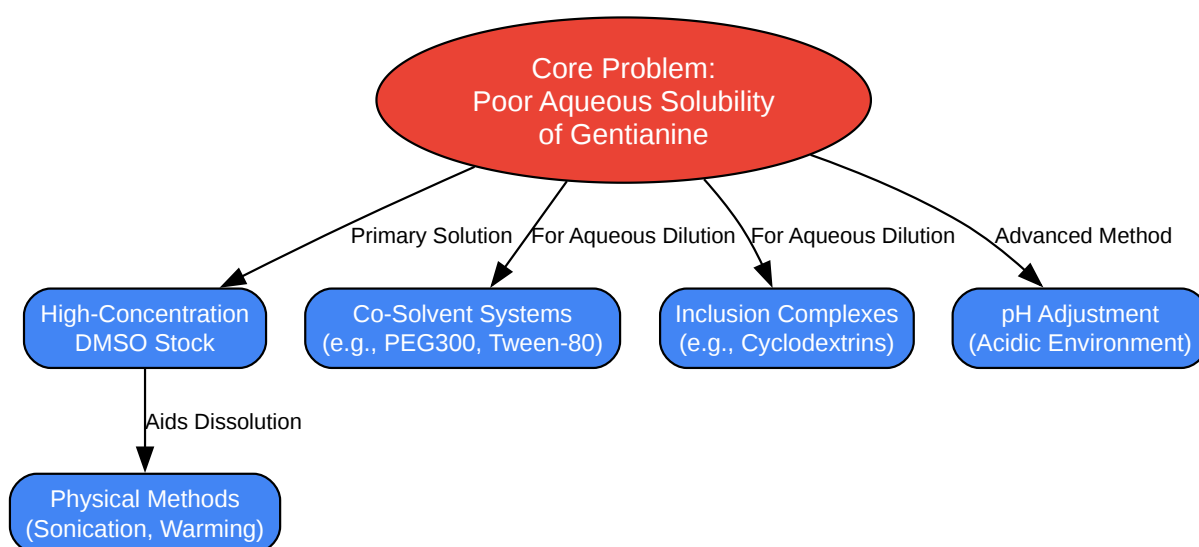 Core Problem:
Poor Aqueous Solubility
of Gentianine
Primary Solution
For Aqueous Dilution
For Aqueous Dilution
Advanced Method
High-Concentration
DMSO Stock
Co-Solvent Systems
(e.g., PEG300, Tween-80)
Inclusion Complexes
(e.g., Cyclodextrins)
pH Adjustment
(Acidic Environment)
Aids Dissolution
Physical Methods
(Sonication, Warming)